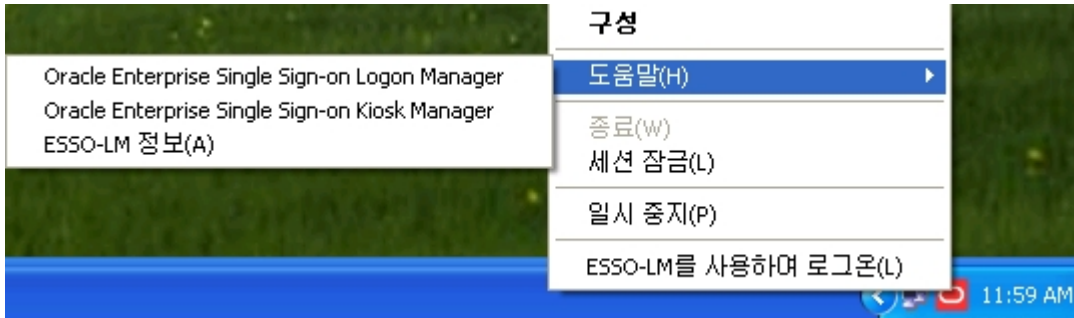 구성
도움말(H)
Oracle Enterprise Single Sign-on Logon Manager
Oracle Enterprise Single Sign-on Kiosk Manager
ESSO-LM 정보(A)
종료(W)
세션 잠금(L)
일시 중지(P)
ESSO-LM를 사용하여 로그온(L)
11:59 AM